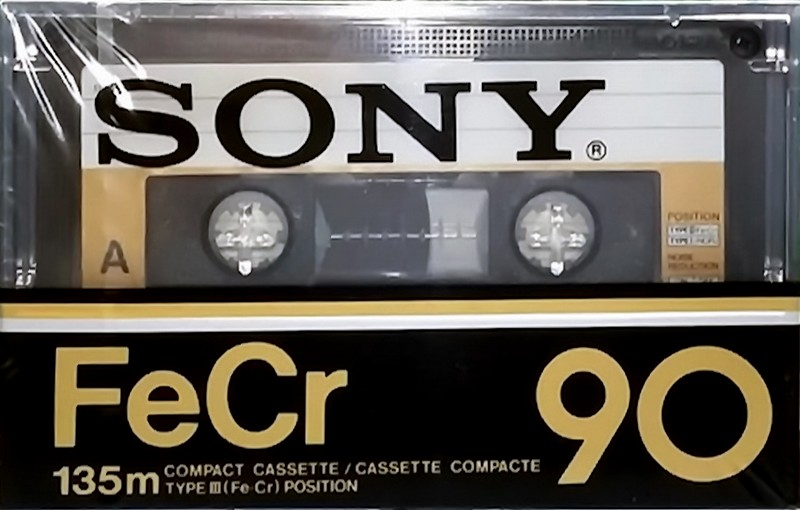 SONY®
A
POSITION
NOISE
REDUCTION
FeCr 90
135m COMPACT CASSETTE / CASSETTE COMPACTE
TYPE III (Fe-Cr) POSITION